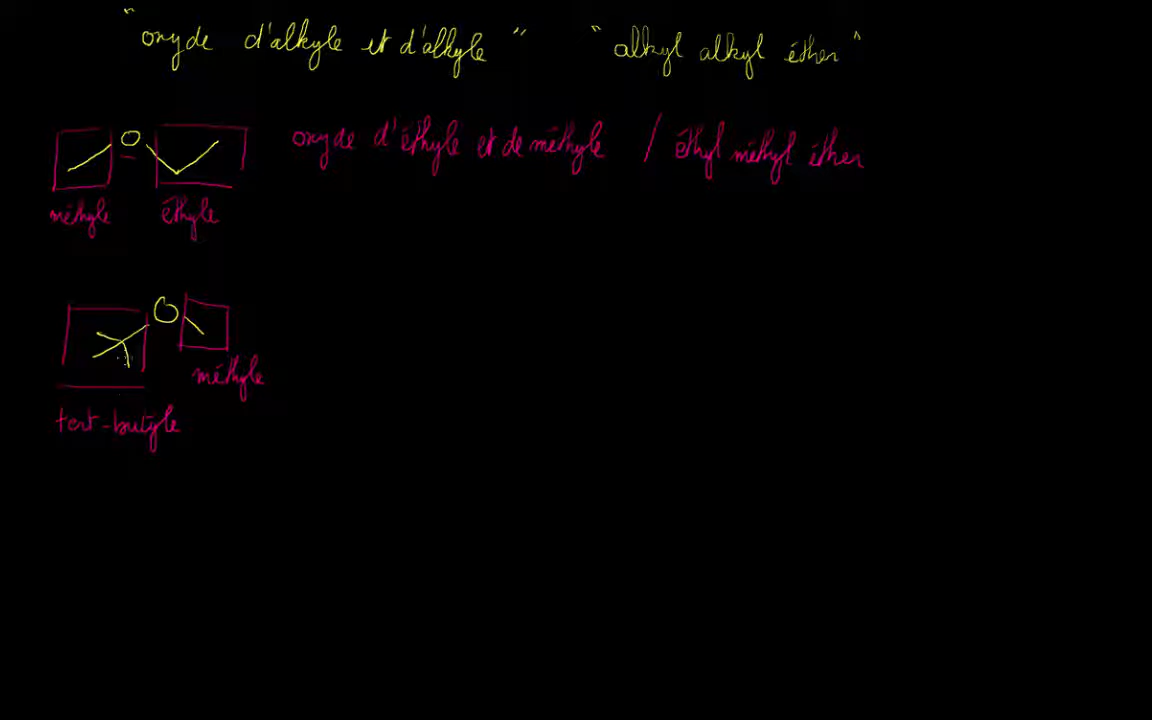 "oxyde d'alkyle et d'alkyle" "alkyl alkyl éther"
O oxyde d'éthyle et de méthyle / éthyl méthyl éther
méthyle éthyle
O
méthyle
tert-butyle